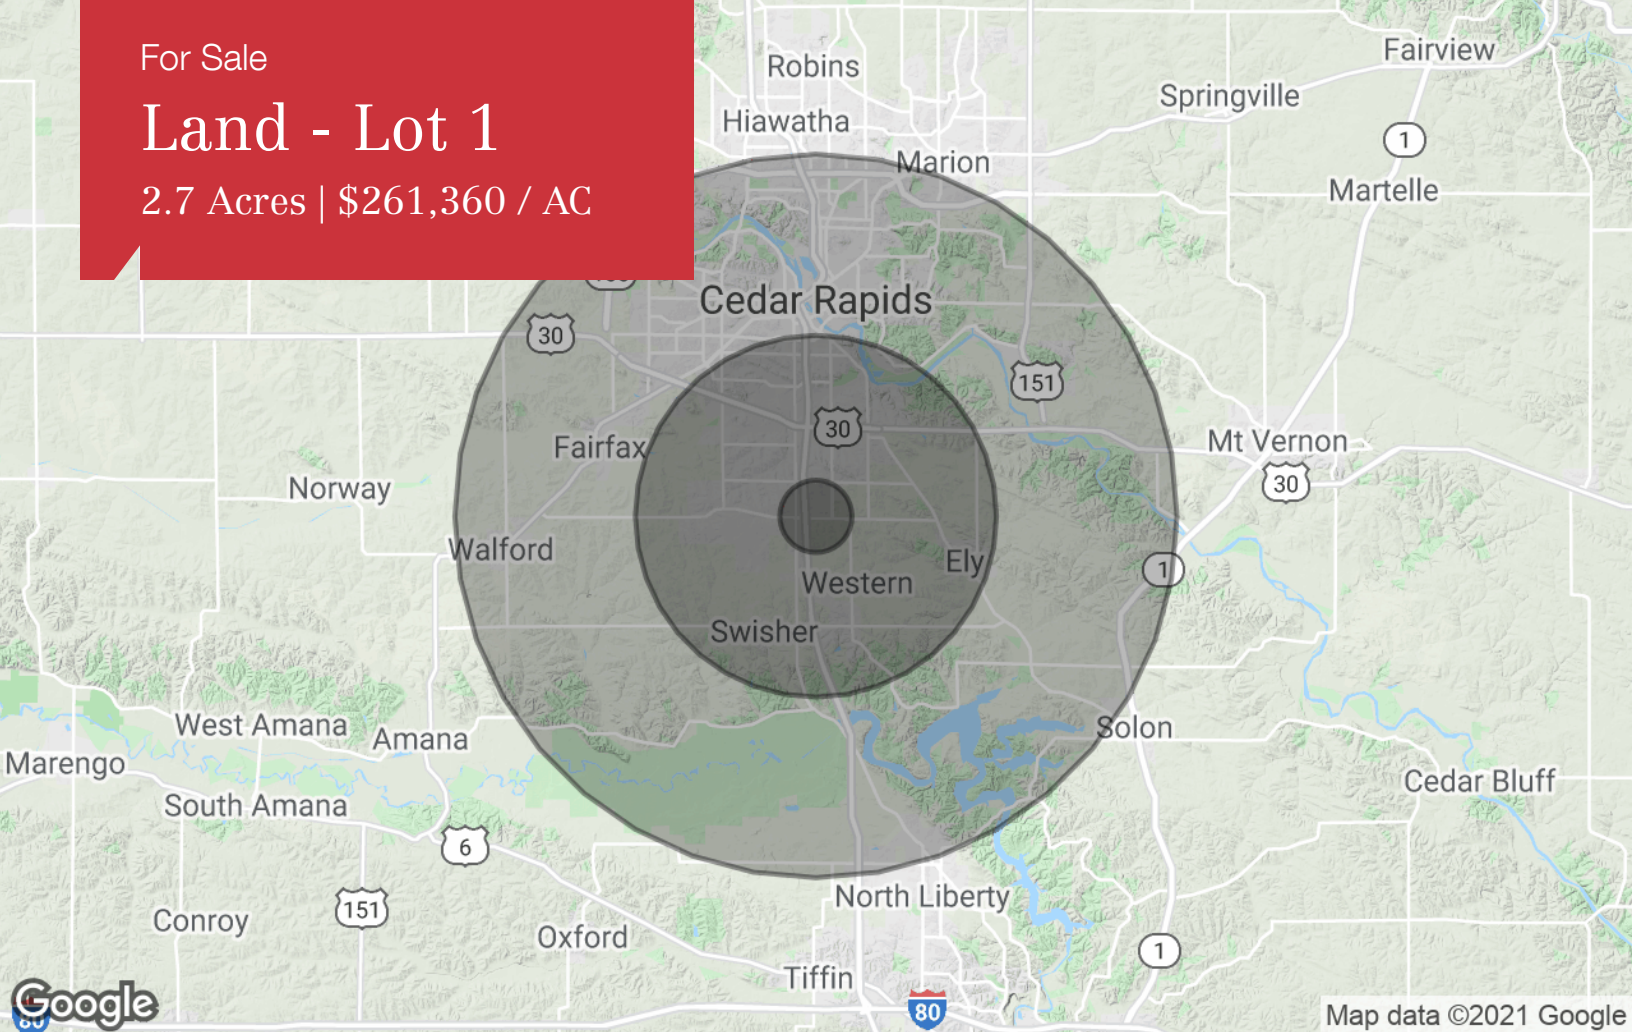 For Sale
Land - Lot 1
2.7 Acres | $261,360 / AC
Robins
Hiawatha
Marion
Fairview
Springville
1
Martelle
Cedar Rapids
30
151
30
Fairfax
Mt Vernon
30
Norway
Walford
Ely
1
Western
Swisher
West Amana
Amana
Solon
Marengo
Cedar Bluff
South Amana
6
North Liberty
151
Conroy
Oxford
1
Tiffin
Google
80
80
Map data ©2021 Google